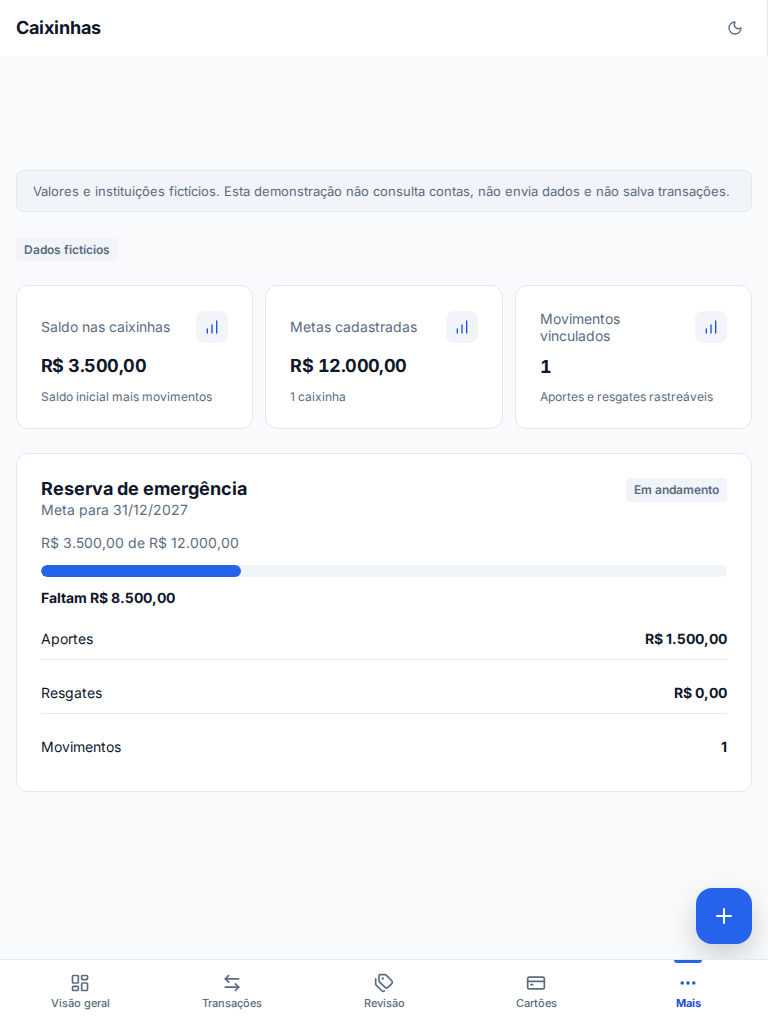 Caixinhas
Valores e instituições fictícios. Esta demonstração não consulta contas, não envia dados e não salva transações.
Dados fictícios
Saldo nas caixinhas
R$ 3.500,00
Saldo inicial mais movimentos
Metas cadastradas
R$ 12.000,00
1 caixinha
Movimentos
vinculados
1
Aportes e resgates rastreáveis
Reserva de emergência
Em andamento
Meta para 31/12/2027
R$ 3.500,00 de R$ 12.000,00
Faltam R$ 8.500,00
Aportes R$ 1.500,00
Resgates R$ 0,00
Movimentos 1
Visão geral
Transações
Revisão
Cartões
Mais